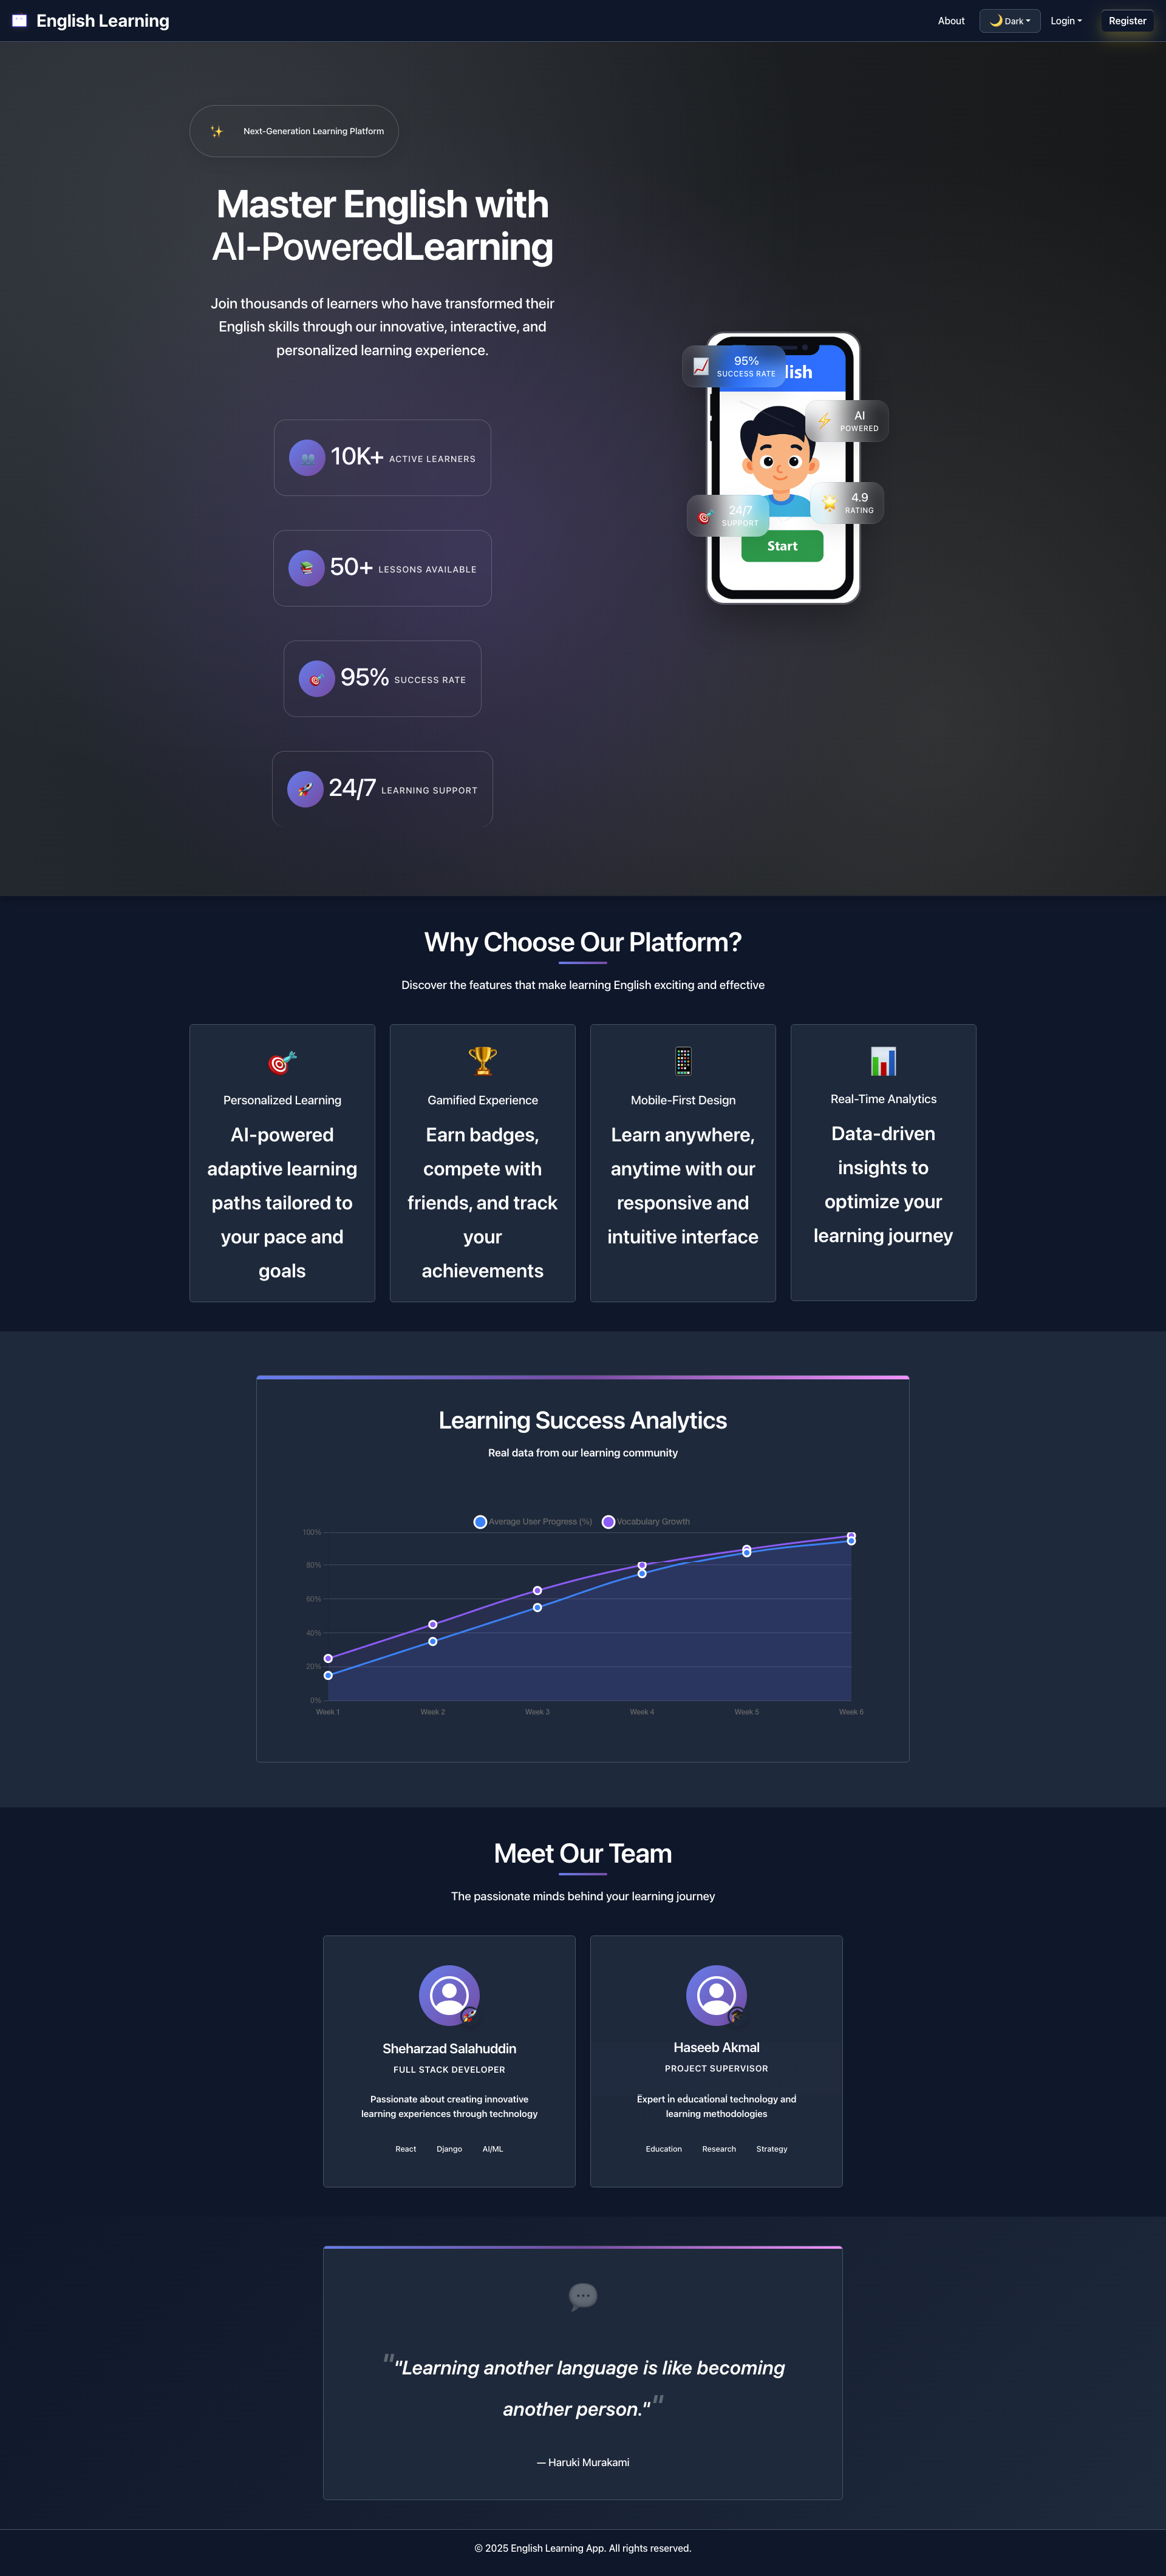 English Learning
About
Dark
Login
Register
Next-Generation Learning Platform
Master English with
AI-PoweredLearning
Join thousands of learners who have transformed their
English skills through our innovative, interactive, and
personalized learning experience.
10K+ ACTIVE LEARNERS
50+ LESSONS AVAILABLE
95% SUCCESS RATE
24/7 LEARNING SUPPORT
95%
SUCCESS RATE
lish
AI
POWERED
24/7
SUPPORT
4.9
RATING
Start
Why Choose Our Platform?
Discover the features that make learning English exciting and effective
Personalized Learning
AI-powered
adaptive learning
paths tailored to
your pace and
goals
Gamified Experience
Earn badges,
compete with
friends, and track
your
achievements
Mobile-First Design
Learn anywhere,
anytime with our
responsive and
intuitive interface
Real-Time Analytics
Data-driven
insights to
optimize your
learning journey
Learning Success Analytics
Real data from our learning community
Average User Progress (%)
Vocabulary Growth
100%
80%
60%
40%
20%
0%
Week 1
Week 2
Week 3
Week 4
Week 5
Week 6
Meet Our Team
The passionate minds behind your learning journey
Sheharzad Salahuddin
FULL STACK DEVELOPER
Passionate about creating innovative
learning experiences through technology
React
Django
AI/ML
Haseeb Akmal
PROJECT SUPERVISOR
Expert in educational technology and
learning methodologies
Education
Research
Strategy
""Learning another language is like becoming
another person.""
— Haruki Murakami
© 2025 English Learning App. All rights reserved.